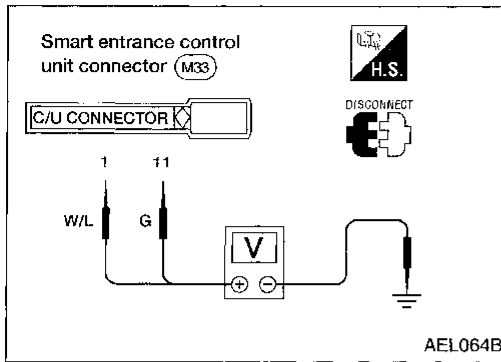 Smart entrance control
unit connector M33
H.S.
DISCONNECT
C/U CONNECTOR
1 11
W/L G
V
+ −
AEL064B